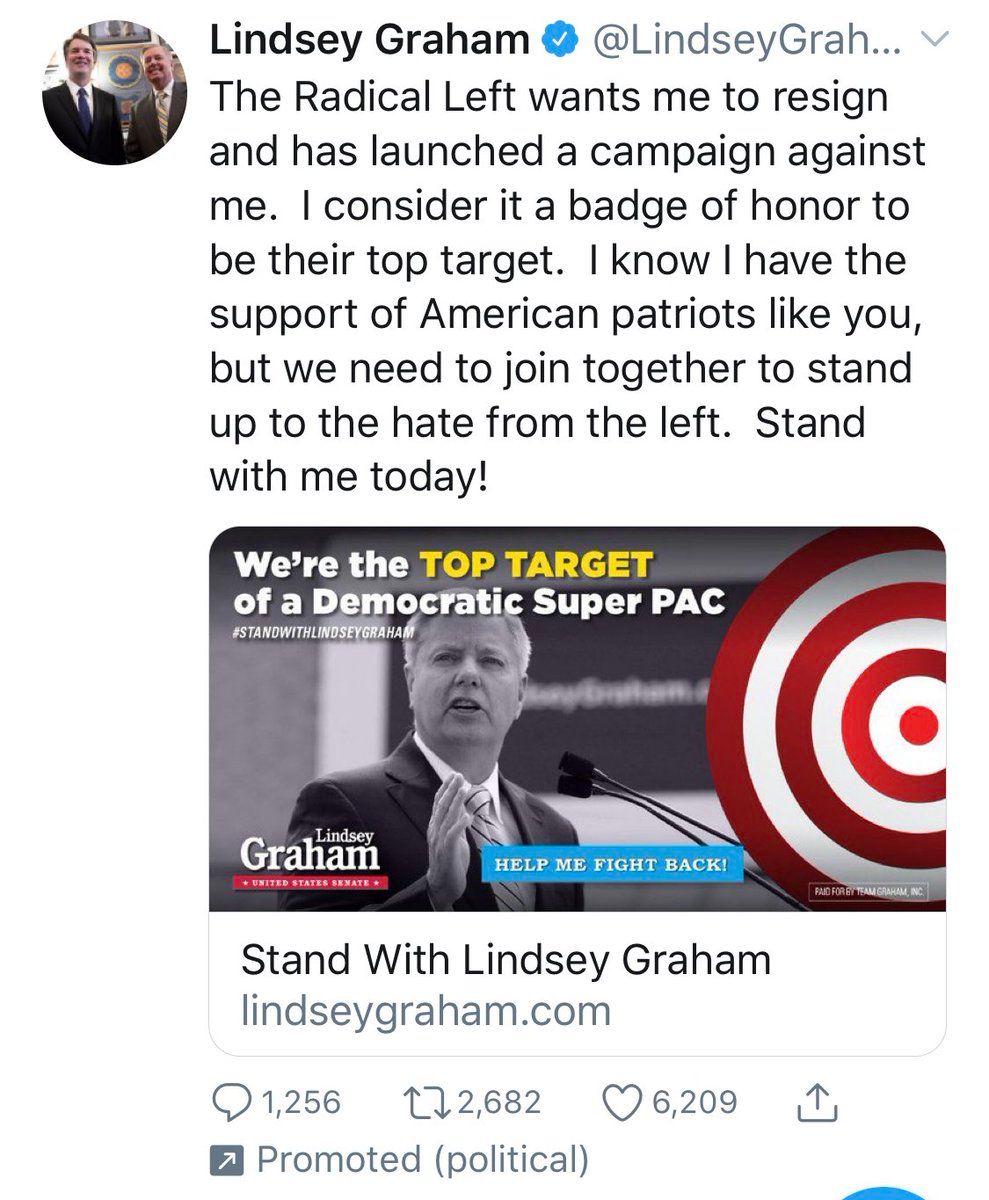 Lindsey Graham @LindseyGrah...
The Radical Left wants me to resign
and has launched a campaign against
me.  I consider it a badge of honor to
be their top target.  I know I have the
support of American patriots like you,
but we need to join together to stand
up to the hate from the left.  Stand
with me today!
We're the TOP TARGET
of a Democratic Super PAC
#STANDWITHLINDSEYGRAHAM
Lindsey
Graham
UNITED STATES SENATE
HELP ME FIGHT BACK!
PAID FOR BY TEAM GRAHAM, INC.
Stand With Lindsey Graham
lindseygraham.com
1,256 2,682 6,209
Promoted (political)